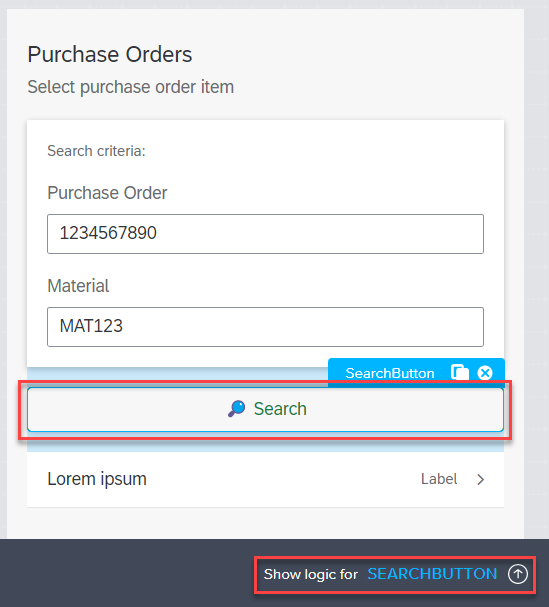 Purchase Orders
Select purchase order item
Search criteria:
Purchase Order
1234567890
Material
MAT123
SearchButton
Search
Lorem ipsum Label
Show logic for SEARCHBUTTON